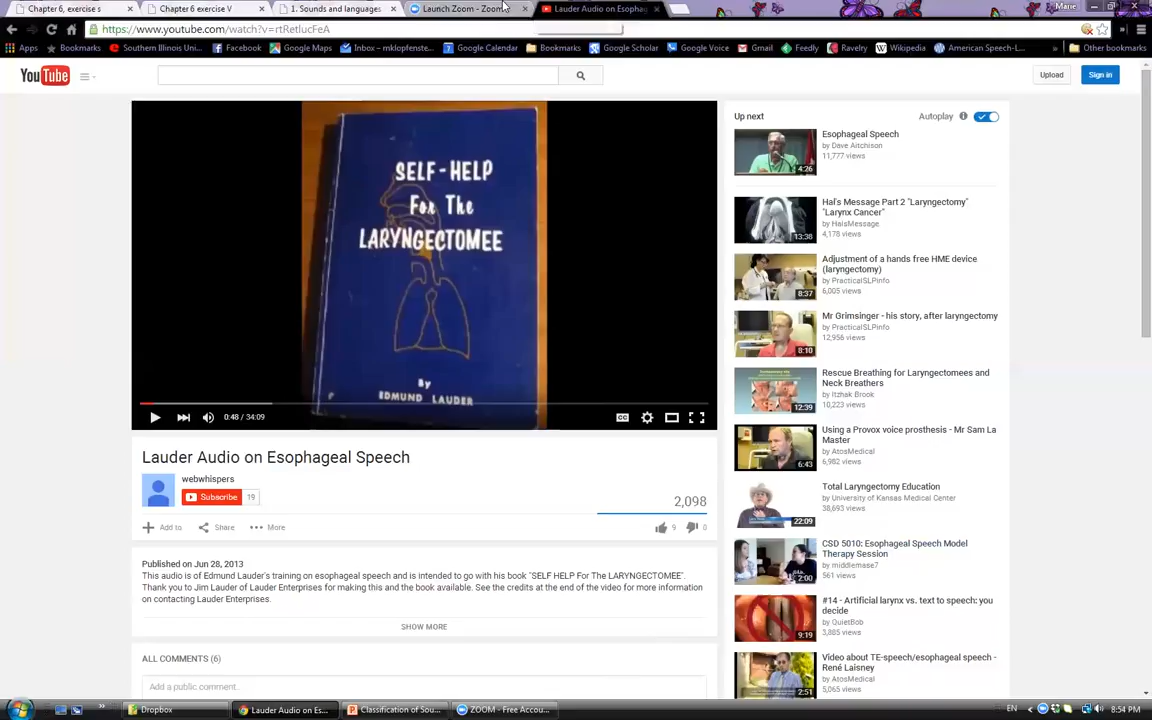 Chapter 6, exercise s
Chapter 6 exercise V
1. Sounds and languages
Launch Zoom - Zoom
Lauder Audio on Esophag
Marie
https://www.youtube.com/watch?v=rtRetlucFeA
Apps
Bookmarks
Southern Illinois Uni...
Facebook
Google Maps
Inbox – mklopfenste...
Google Calendar
Bookmarks
Google Scholar
Google Voice
Gmail
Feedly
Ravelry
Wikipedia
American Speech-L...
»
Other bookmarks
YouTube
Upload
Sign in
SELF-HELP
For The
LARYNGECTOMEE
By
EDMUND LAUDER
0:48 / 34:09
CC
Lauder Audio on Esophageal Speech
webwhispers
Subscribe
19
2,098
Add to
Share
More
9
0
Published on Jun 28, 2013
This audio is of Edmund Lauder's training on esophageal speech and is intended to go with his book "SELF HELP For The LARYNGECTOMEE".
Thank you to Jim Lauder of Lauder Enterprises for making this and the book available. See the credits at the end of the video for more information
on contacting Lauder Enterprises.
SHOW MORE
ALL COMMENTS (6)
Add a public comment...
Up next
Autoplay
Esophageal Speech
by Dave Aitchison
11,777 views
4:26
Hal's Message Part 2 "Laryngectomy"
"Larynx Cancer"
by HalsMessage
4,178 views
13:38
Adjustment of a hands free HME device
(laryngectomy)
by PracticalSLPinfo
6,005 views
8:37
Mr Grimsinger - his story, after laryngectomy
by PracticalSLPinfo
12,956 views
8:10
Rescue Breathing for Laryngectomees and
Neck Breathers
by Itzhak Brook
10,223 views
12:39
Using a Provox voice prosthesis - Mr Sam La
Master
by AtosMedical
6,982 views
6:43
Total Laryngectomy Education
by University of Kansas Medical Center
38,693 views
22:09
CSD 5010: Esophageal Speech Model
Therapy Session
by middlemase7
561 views
2:00
#14 - Artificial larynx vs. text to speech: you
decide
by QuietBob
3,885 views
9:19
Video about TE-speech/esophageal speech -
René Laisney
by AtosMedical
5,065 views
2:51
Dropbox
Lauder Audio on Es...
Classification of Sou...
ZOOM - Free Accou...
EN
8:54 PM